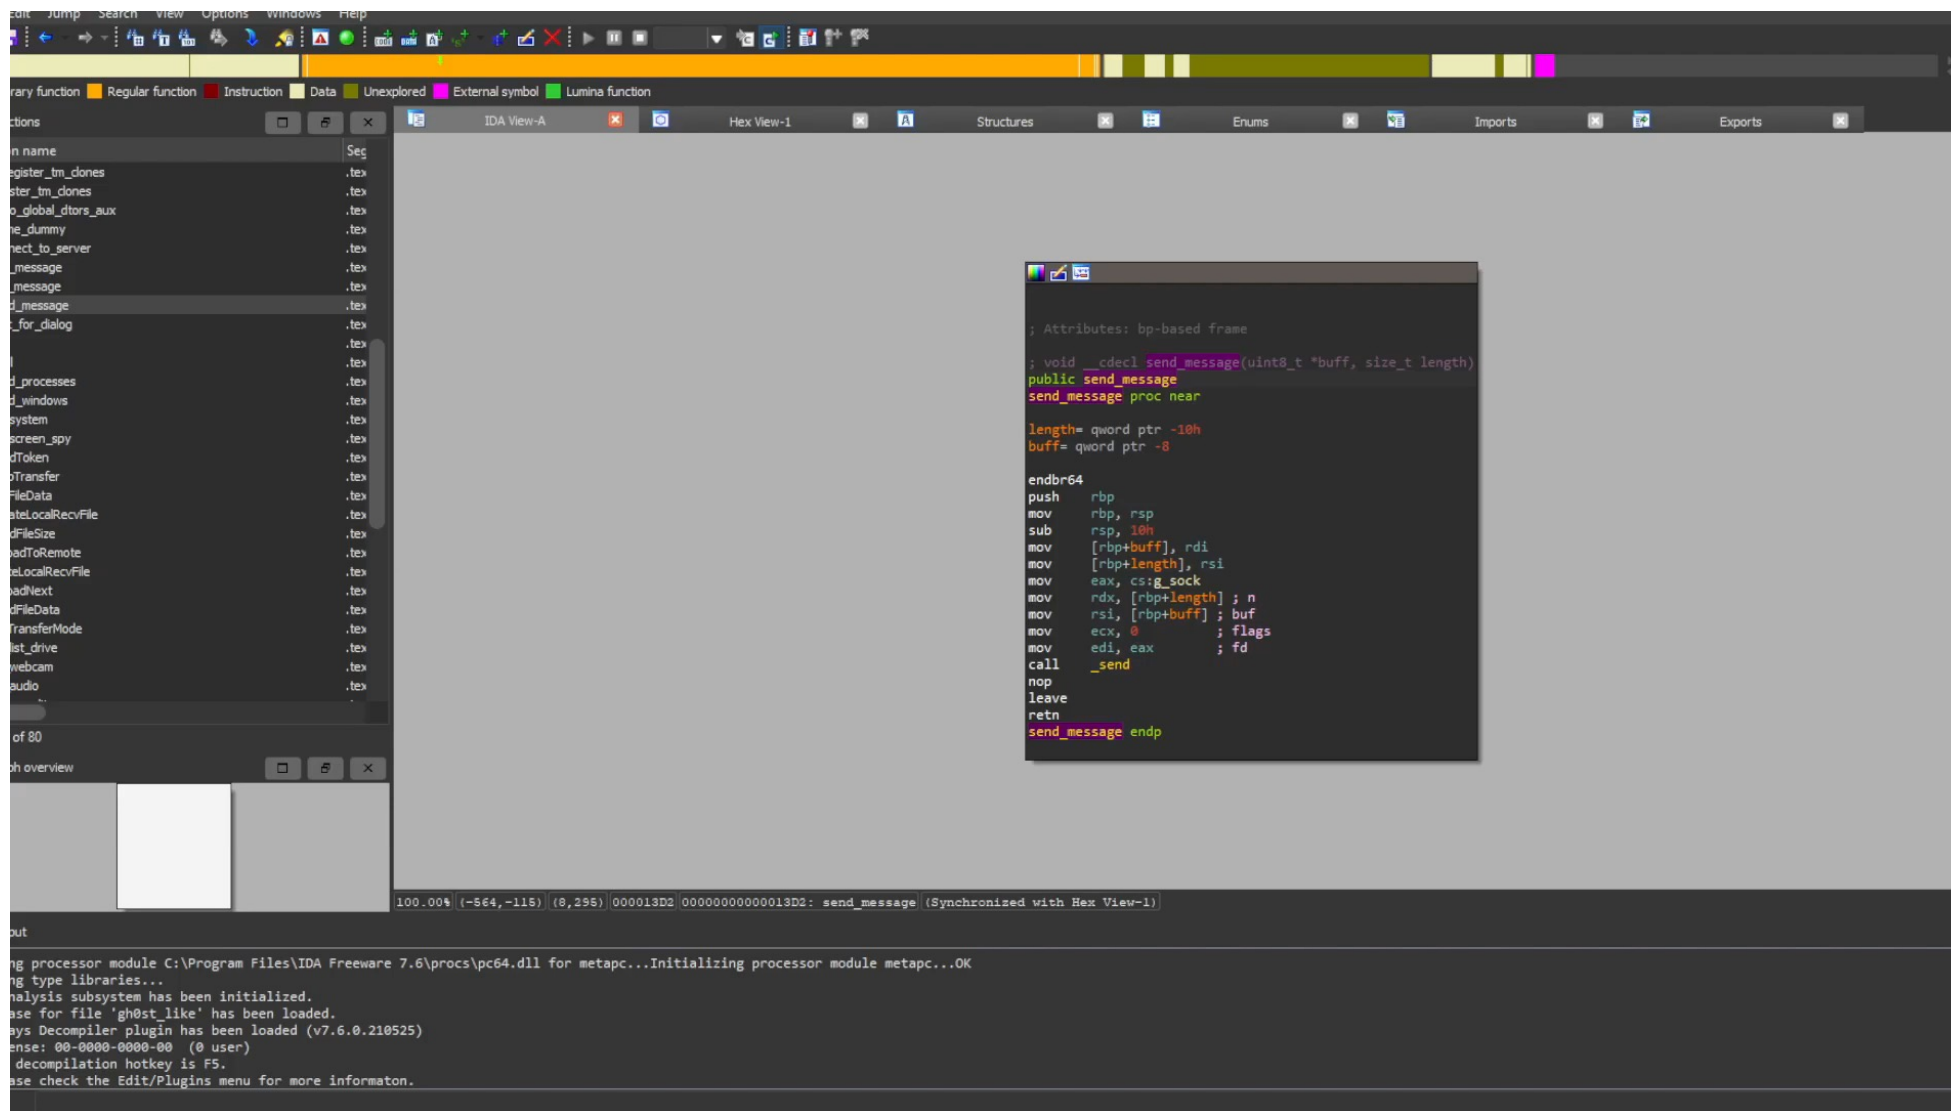 Edit Jump Search View Options Windows Help
rary function Regular function Instruction Data Unexplored External symbol Lumina function
ctions
IDA View-A Hex View-1 Structures Enums Imports Exports
n name Seg
egister_tm_clones .tex
ster_tm_clones .tex
o_global_dtors_aux .tex
ne_dummy .tex
nect_to_server .tex
_message .tex
_message .tex
d_message .tex
_for_dialog .tex
.tex
l .tex
d_processes .tex
d_windows .tex
system .tex
screen_spy .tex
dToken .tex
oTransfer .tex
FileData .tex
ateLocalRecvFile .tex
dFileSize .tex
oadToRemote .tex
eLocalRecvFile .tex
oadNext .tex
dFileData .tex
TransferMode .tex
list_drive .tex
webcam .tex
audio .tex
of 80
ph overview
; Attributes: bp-based frame
; void __cdecl send_message(uint8_t *buff, size_t length)
public send_message
send_message proc near
length= qword ptr -10h
buff= qword ptr -8
endbr64
push rbp
mov rbp, rsp
sub rsp, 10h
mov [rbp+buff], rdi
mov [rbp+length], rsi
mov eax, cs:g_sock
mov rdx, [rbp+length] ; n
mov rsi, [rbp+buff] ; buf
mov ecx, 0 ; flags
mov edi, eax ; fd
call _send
nop
leave
retn
send_message endp
100.00% (-564,-115) (8,295) 000013D2 00000000000013D2: send_message (Synchronized with Hex View-1)
out
ng processor module C:\Program Files\IDA Freeware 7.6\procs\pc64.dll for metapc...Initializing processor module metapc...OK
ng type libraries...
nalysis subsystem has been initialized.
ase for file 'gh0st_like' has been loaded.
ays Decompiler plugin has been loaded (v7.6.0.210525)
ense: 00-0000-0000-00 (0 user)
decompilation hotkey is F5.
ase check the Edit/Plugins menu for more informaton.